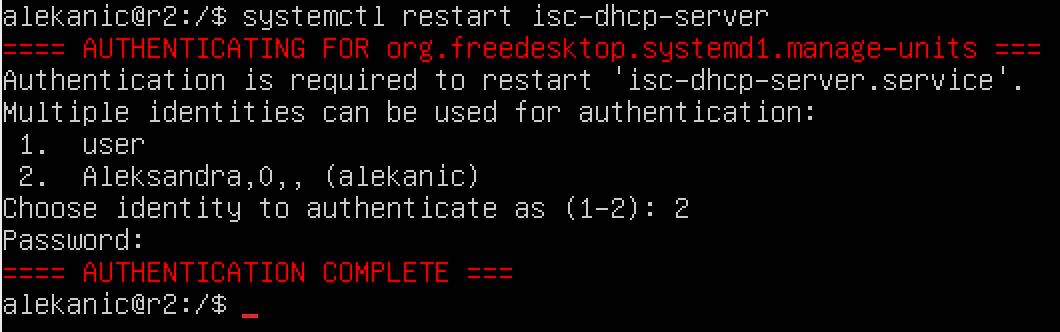 alekanic@r2:/$ systemctl restart isc-dhcp-server
==== AUTHENTICATING FOR org.freedesktop.systemd1.manage-units ===
Authentication is required to restart 'isc-dhcp-server.service'.
Multiple identities can be used for authentication:
1. user
2. Aleksandra,0,, (alekanic)
Choose identity to authenticate as (1-2): 2
Password:
==== AUTHENTICATION COMPLETE ===
alekanic@r2:/$ _